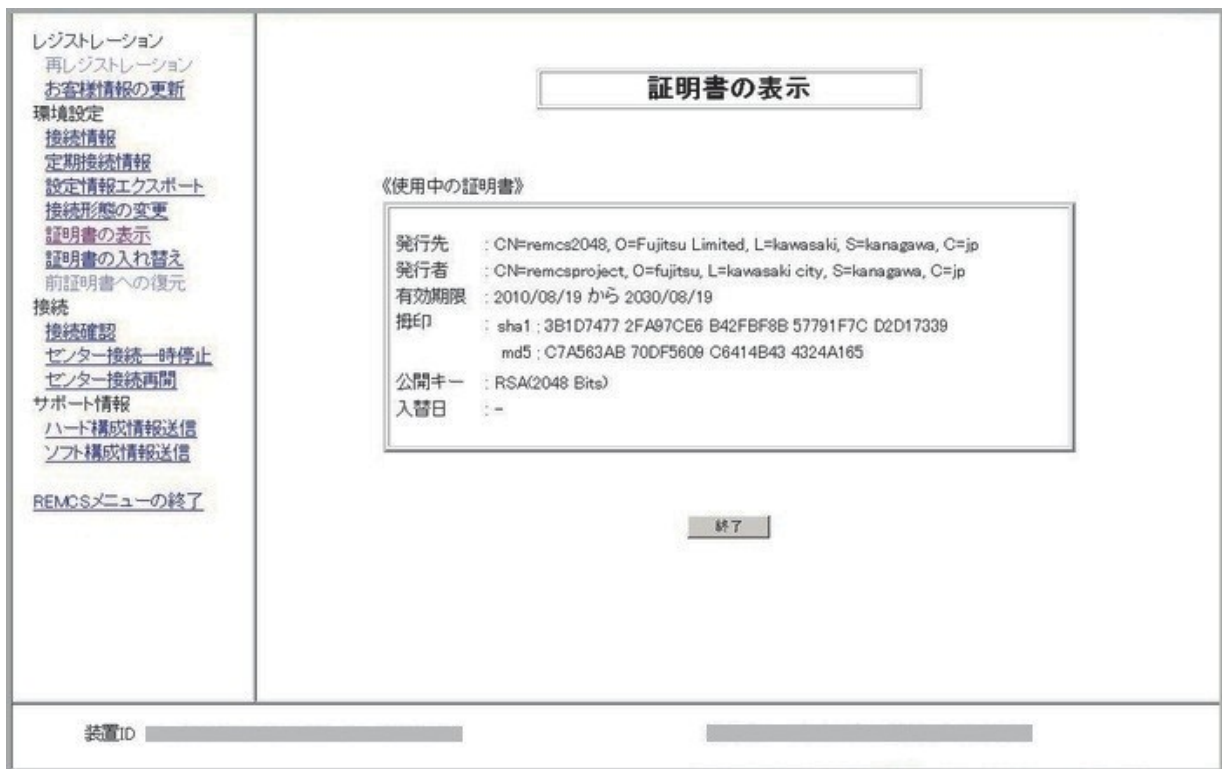 レジストレーション
再レジストレーション
お客様情報の更新
環境設定
接続情報
定期接続情報
設定情報エクスポート
接続形態の変更
証明書の表示
証明書の入れ替え
前証明書への復元
接続
接続確認
センター接続一時停止
センター接続再開
サポート情報
ハード構成情報送信
ソフト構成情報送信
REMCSメニューの終了
証明書の表示
《使用中の証明書》
発行先 : CN=remcs2048, O=Fujitsu Limited, L=kawasaki, S=kanagawa, C=jp
発行者 : CN=remcsproject, O=fujitsu, L=kawasaki city, S=kanagawa, C=jp
有効期限 : 2010/08/19 から 2030/08/19
拇印 : sha1 : 3B1D7477 2FA97CE6 B42FBF8B 57791F7C D2D17339
md5 : C7A563AB 70DF5609 C6414B43 4324A165
公開キー : RSA(2048 Bits)
入替日 : -
終了
装置ID